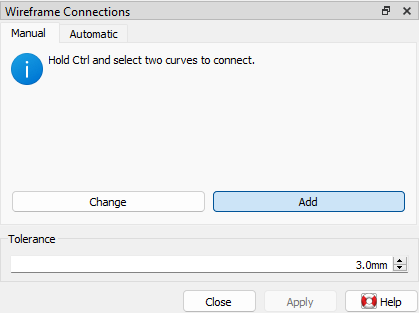 Wireframe Connections
Manual Automatic
Hold Ctrl and select two curves to connect.
Change Add
Tolerance
3.0mm
Close Apply Help